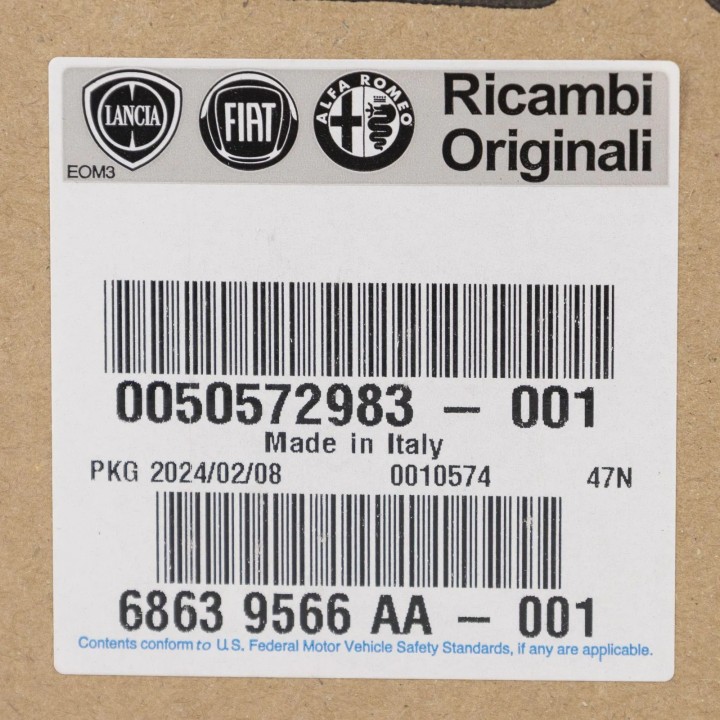 LANCIA
FIAT
ALFA ROMEO
Ricambi
Originali
EOM3
0050572983 – 001
Made in Italy
PKG 2024/02/08 0010574 47N
6863 9566 AA – 001
Contents conform to U.S. Federal Motor Vehicle Safety Standards, if any are applicable.